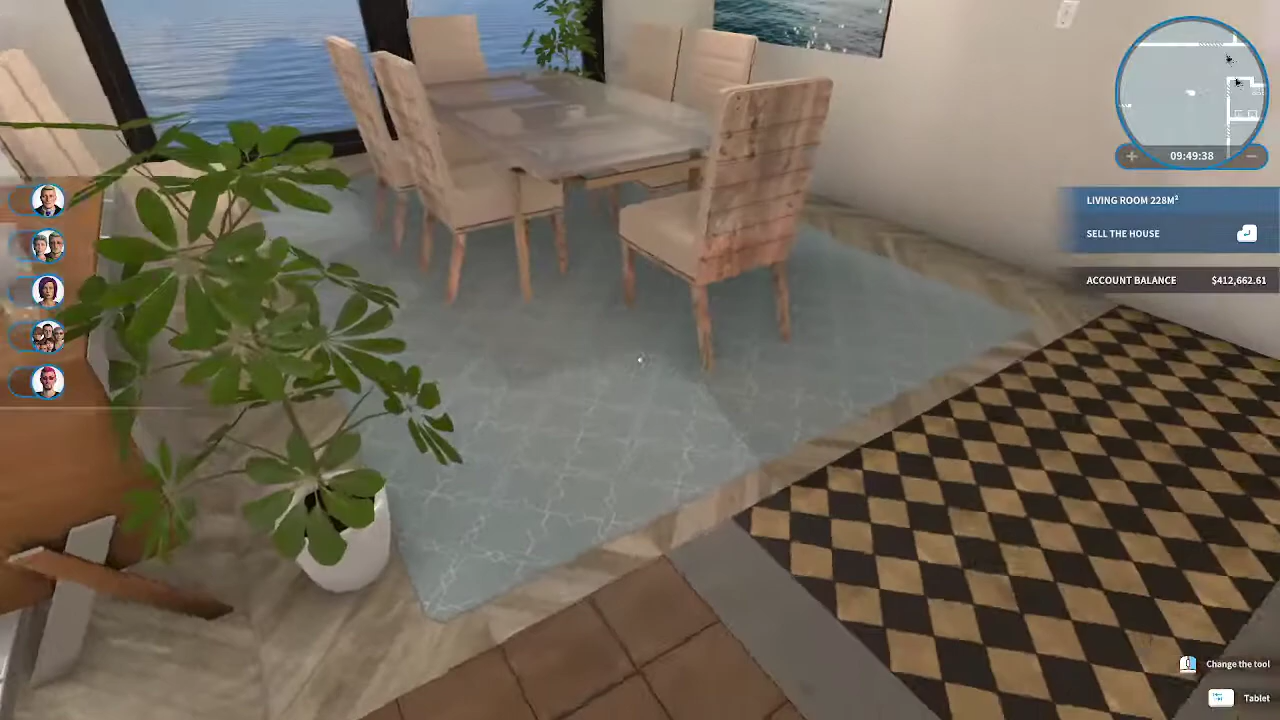 09:49:38
LIVING ROOM 228M²
SELL THE HOUSE
ACCOUNT BALANCE $412,662.61
Change the tool
Tablet